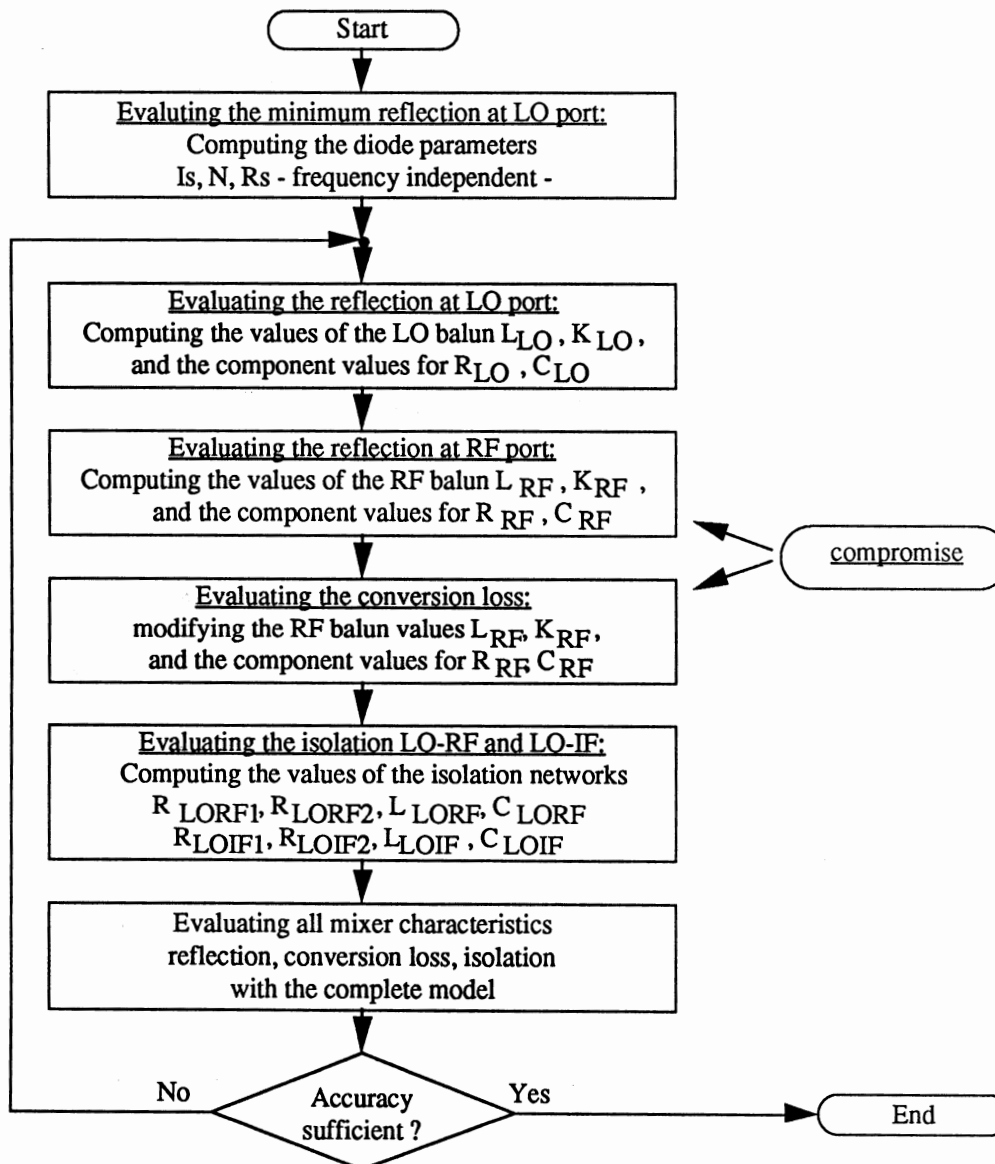 Start
Evaluting the minimum reflection at LO port:
Computing the diode parameters
Is, N, Rs - frequency independent -
Evaluating the reflection at LO port:
Computing the values of the LO balun LLO , KLO ,
and the component values for RLO , CLO
Evaluating the reflection at RF port:
Computing the values of the RF balun LRF , KRF ,
and the component values for RRF , CRF
compromise
Evaluating the conversion loss:
modifying the RF balun values LRF, KRF,
and the component values for RRF, CRF
Evaluating the isolation LO-RF and LO-IF:
Computing the values of the isolation networks
RLORF1, RLORF2, LLORF, CLORF
RLOIF1, RLOIF2, LLOIF , CLOIF
Evaluating all mixer characteristics
reflection, conversion loss, isolation
with the complete model
No
Accuracy
sufficient ?
Yes
End